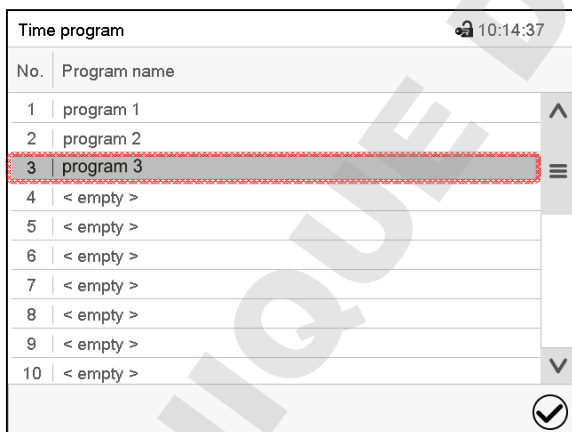 Time program 10:14:37
No. Program name
1 program 1
2 program 2
3 program 3
4 < empty >
5 < empty >
6 < empty >
7 < empty >
8 < empty >
9 < empty >
10 < empty >